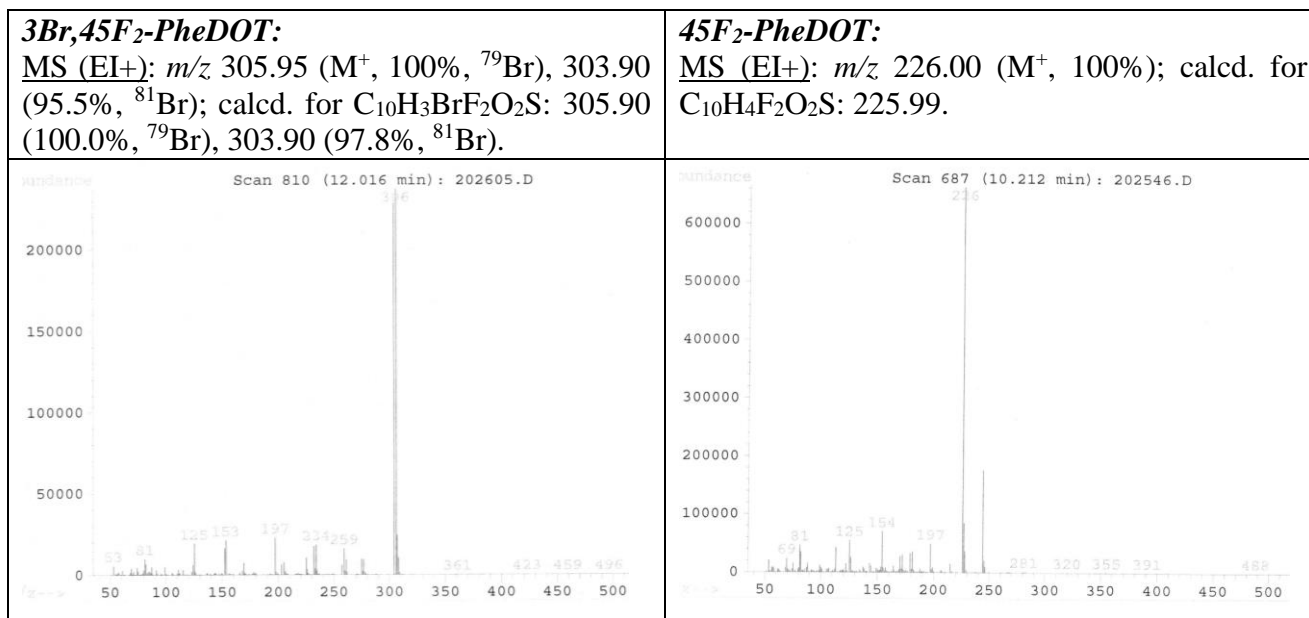 3Br,45F₂-PheDOT:
MS (EI+): m/z 305.95 (M⁺, 100%, ⁷⁹Br), 303.90
(95.5%, ⁸¹Br); calcd. for C₁₀H₃BrF₂O₂S: 305.90
(100.0%, ⁷⁹Br), 303.90 (97.8%, ⁸¹Br).
45F₂-PheDOT:
MS (EI+): m/z 226.00 (M⁺, 100%); calcd. for
C₁₀H₄F₂O₂S: 225.99.
undance
Scan 810 (12.016 min): 202605.D
306
200000
150000
100000
50000
0
53
81
125
153
197
234
259
361
423
459
496
50 100 150 200 250 300 350 400 450 500
undance
Scan 687 (10.212 min): 202546.D
226
600000
500000
400000
300000
200000
100000
0
69
81
125
154
197
281
320
355
391
468
50 100 150 200 250 300 350 400 450 500